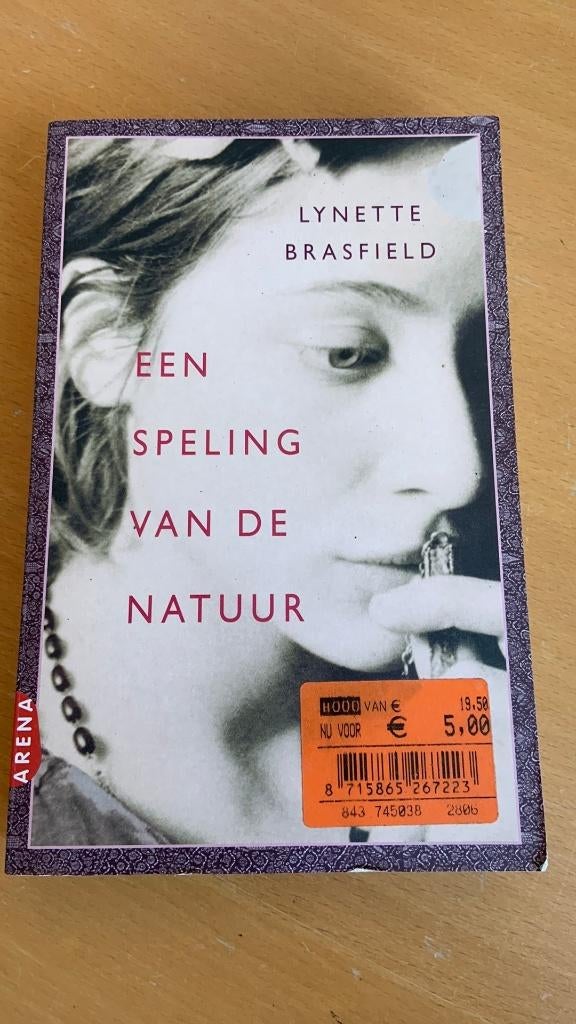 LYNETTE
BRASFIELD
EEN
SPELING
VAN DE
NATUUR
ARENA
VAN € 19.50
NU VOOR € 5,00
8 715865 267223
843 745038 2806